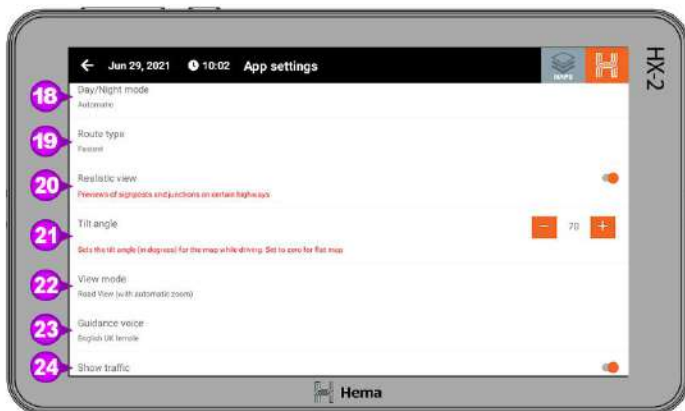 Jun 29, 2021 10:02 App settings
MAPS
HX-2
18 Day/Night mode
Automatic
19 Route type
Fastest
20 Realistic view
Previews of signposts and junctions on certain highways
21 Tilt angle
70
Sets the tilt angle (in degrees) for the map while driving. Set to zero for flat map
22 View mode
Road View (with automatic zoom)
23 Guidance voice
English UK female
24 Show traffic
Hema